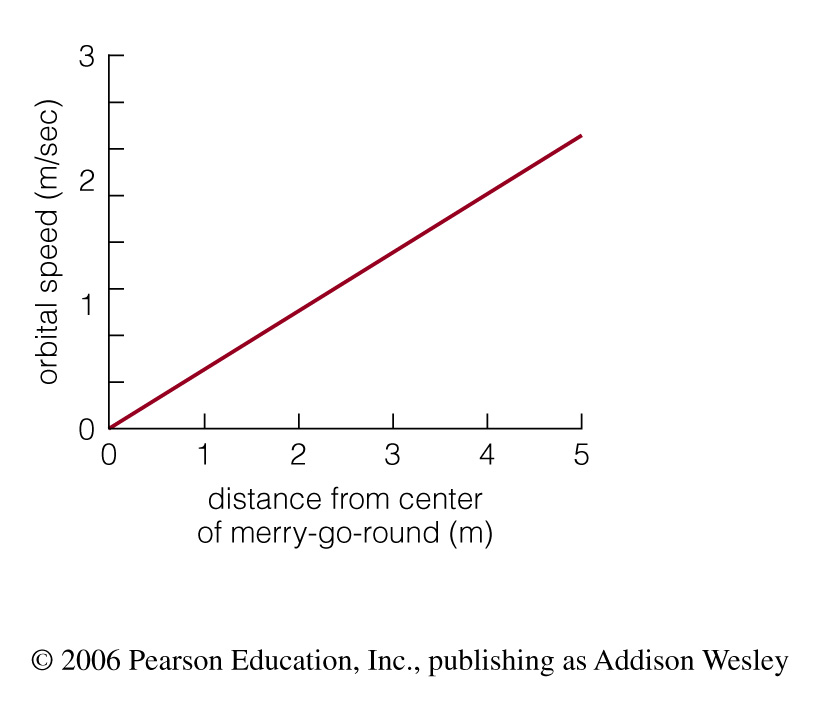 3
2
1
0
orbital speed (m/sec)
0 1 2 3 4 5
distance from center
of merry-go-round (m)
© 2006 Pearson Education, Inc., publishing as Addison Wesley